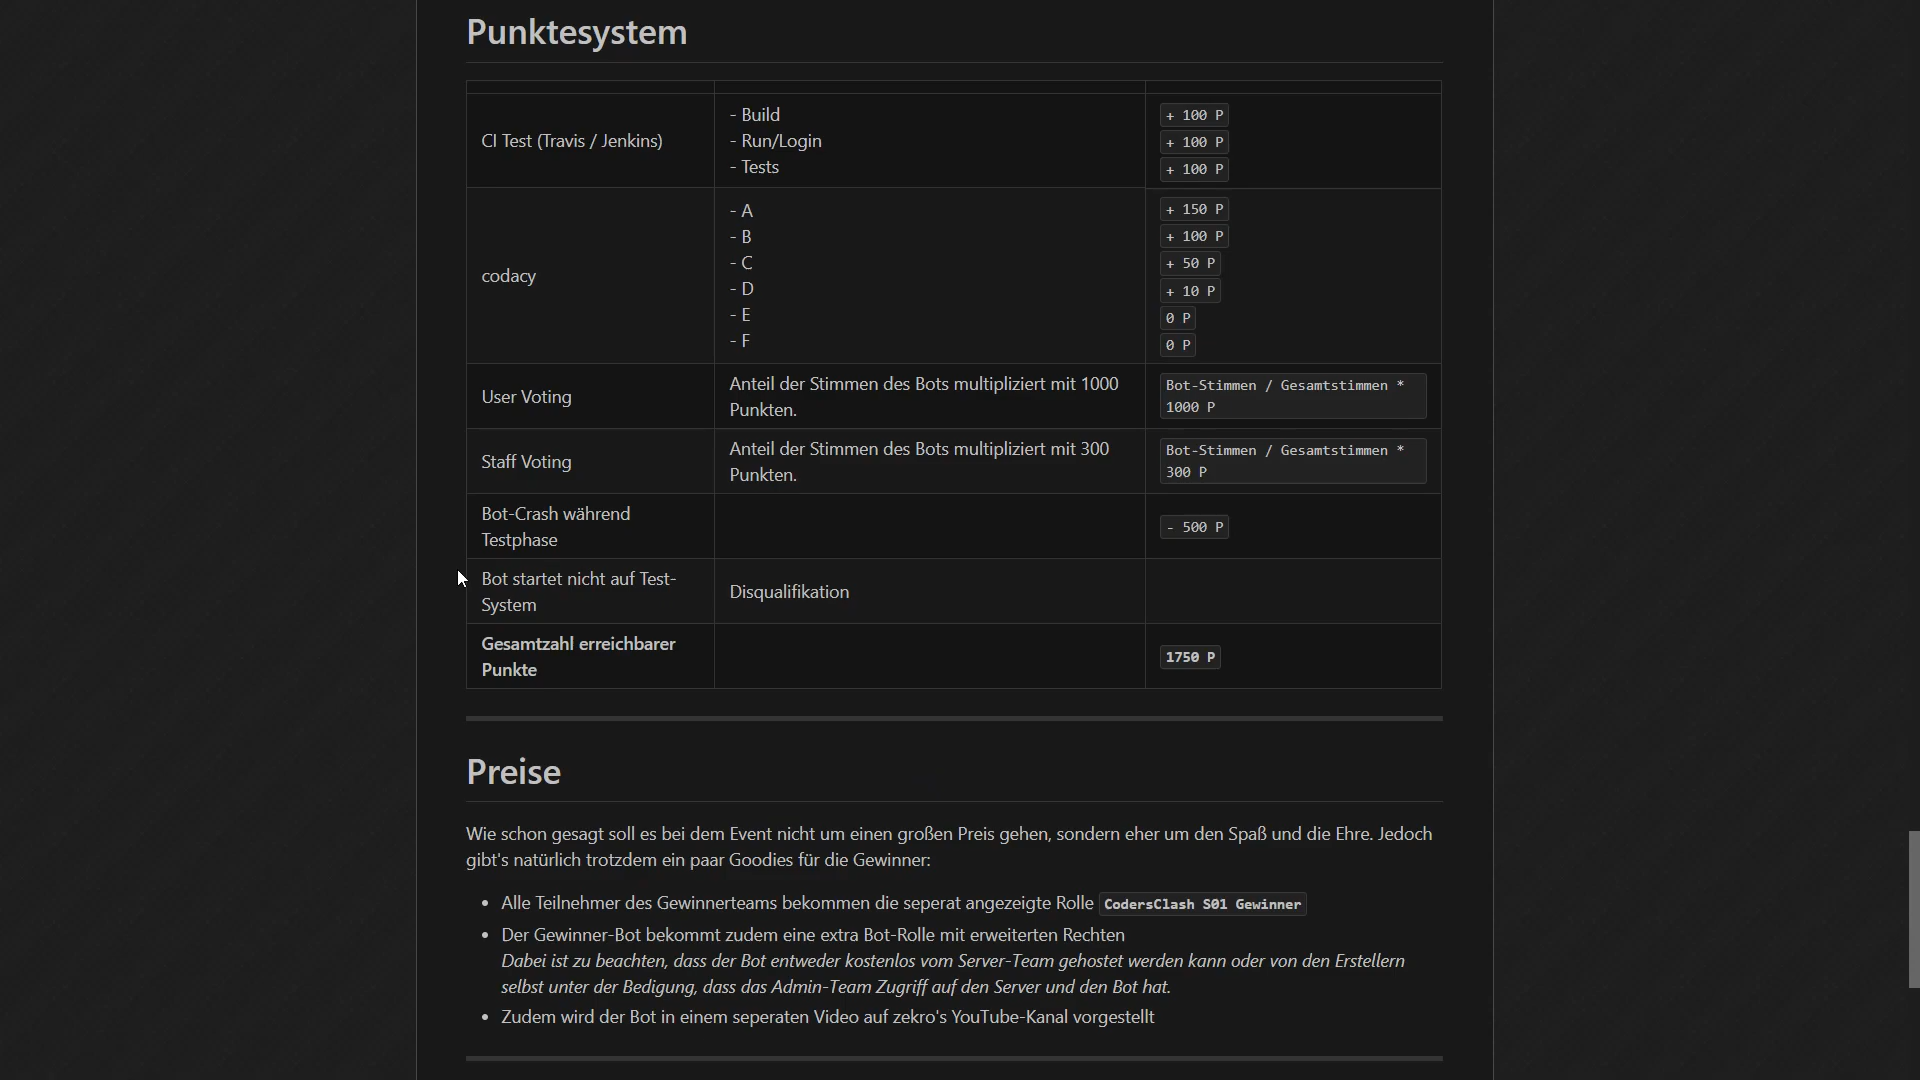 Punktesystem
CI Test (Travis / Jenkins)
- Build
- Run/Login
- Tests
+ 100 P
+ 100 P
+ 100 P
codacy
- A
- B
- C
- D
- E
- F
+ 150 P
+ 100 P
+ 50 P
+ 10 P
0 P
0 P
User Voting
Anteil der Stimmen des Bots multipliziert mit 1000
Punkten.
Bot-Stimmen / Gesamtstimmen *
1000 P
Staff Voting
Anteil der Stimmen des Bots multipliziert mit 300
Punkten.
Bot-Stimmen / Gesamtstimmen *
300 P
Bot-Crash während
Testphase
- 500 P
Bot startet nicht auf Test-
System
Disqualifikation
Gesamtzahl erreichbarer
Punkte
1750 P
Preise
Wie schon gesagt soll es bei dem Event nicht um einen großen Preis gehen, sondern eher um den Spaß und die Ehre. Jedoch
gibt's natürlich trotzdem ein paar Goodies für die Gewinner:
• Alle Teilnehmer des Gewinnerteams bekommen die seperat angezeigte Rolle CodersClash S01 Gewinner
• Der Gewinner-Bot bekommt zudem eine extra Bot-Rolle mit erweiterten Rechten
Dabei ist zu beachten, dass der Bot entweder kostenlos vom Server-Team gehostet werden kann oder von den Erstellern
selbst unter der Bedigung, dass das Admin-Team Zugriff auf den Server und den Bot hat.
• Zudem wird der Bot in einem seperaten Video auf zekro's YouTube-Kanal vorgestellt